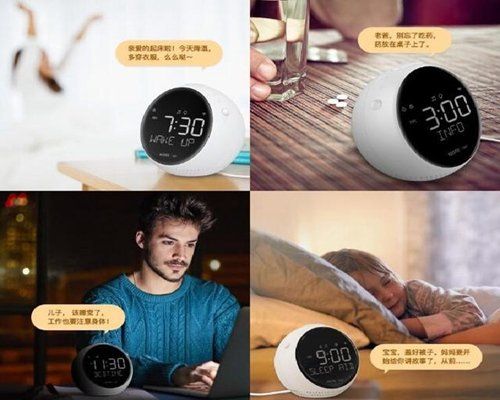 亲爱的起床啦！今天降温，
多穿衣服，么么哒~
7:30
WAKE UP
老爸，别忘了吃药，
药放在桌子上了。
3:00
INFO
儿子，该睡觉了，
工作也要注意身体！
11:30
BEDTIME
9:00
SLEEP AID
宝宝，盖好被子，妈妈要开
始给你讲故事了，从前……